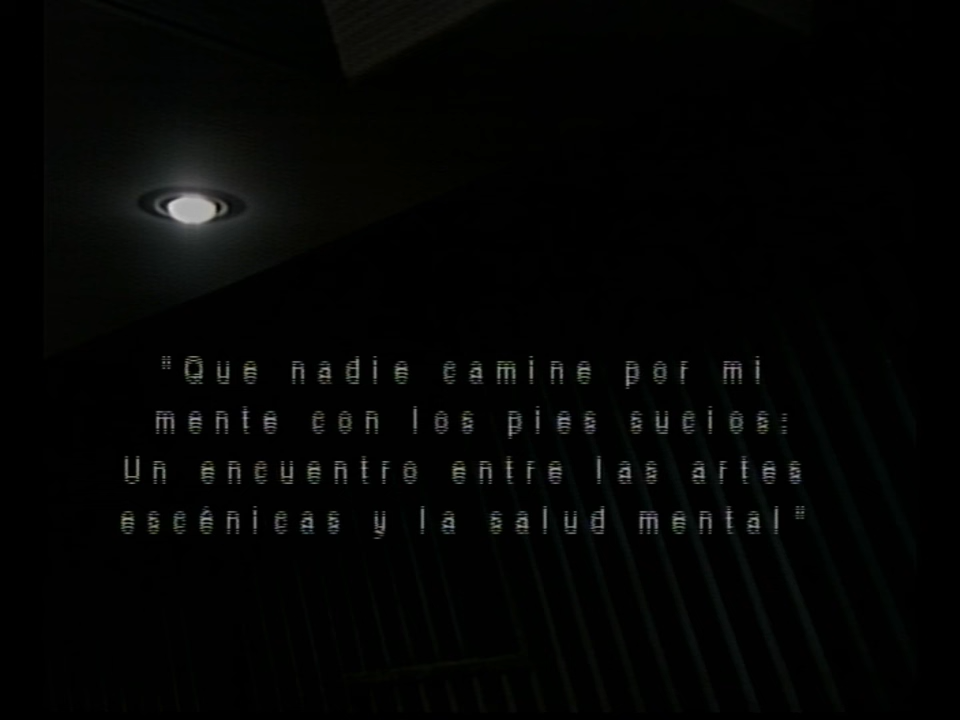 "Que nadie camine por mi
mente con los pies sucios:
Un encuentro entre las artes
escénicas y la salud mental"